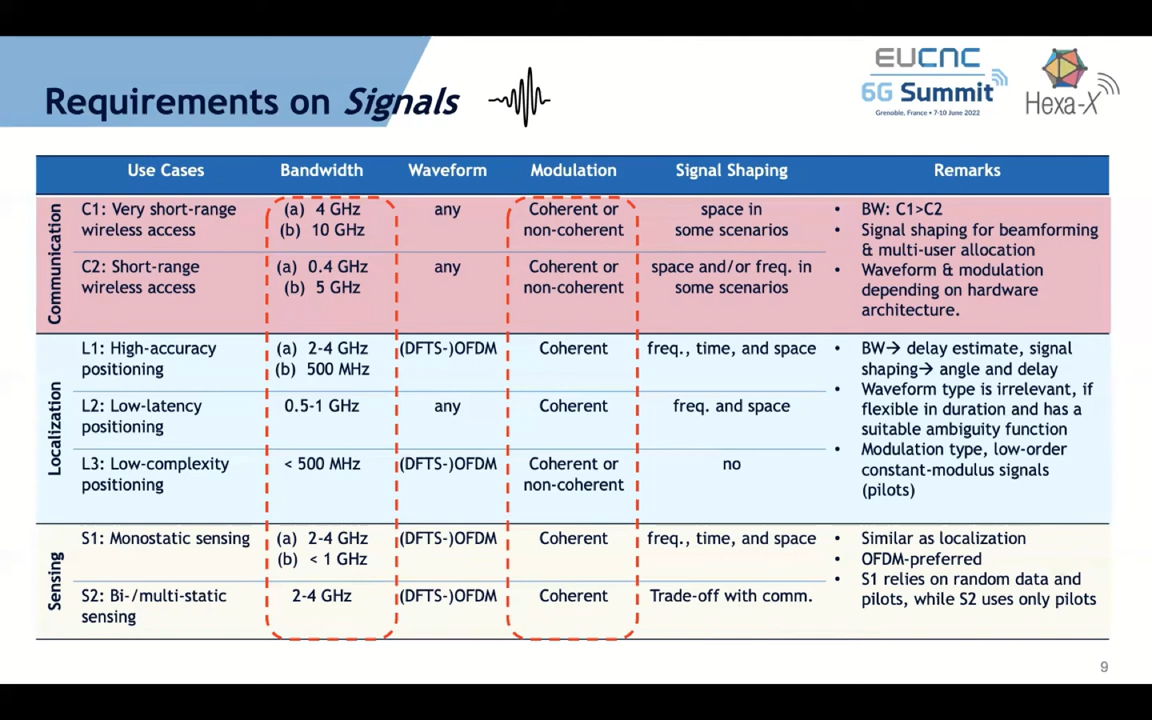 Requirements on Signals
EUCNC
6G Summit
Grenoble, France • 7-10 June 2022
Hexa-X
Use Cases Bandwidth Waveform Modulation Signal Shaping Remarks
Communication
C1: Very short-range wireless access
(a) 4 GHz
(b) 10 GHz
any
Coherent or
non-coherent
space in
some scenarios
C2: Short-range
wireless access
(a) 0.4 GHz
(b) 5 GHz
any
Coherent or
non-coherent
space and/or freq. in
some scenarios
• BW: C1>C2
• Signal shaping for beamforming
& multi-user allocation
• Waveform & modulation
depending on hardware
architecture.
Localization
L1: High-accuracy
positioning
(a) 2-4 GHz
(b) 500 MHz
(DFTS-)OFDM
Coherent
freq., time, and space
L2: Low-latency
positioning
0.5-1 GHz
any
Coherent
freq. and space
L3: Low-complexity
positioning
< 500 MHz
(DFTS-)OFDM
Coherent or
non-coherent
no
• BW→ delay estimate, signal
shaping→ angle and delay
• Waveform type is irrelevant, if
flexible in duration and has a
suitable ambiguity function
• Modulation type, low-order
constant-modulus signals
(pilots)
Sensing
S1: Monostatic sensing
(a) 2-4 GHz
(b) < 1 GHz
(DFTS-)OFDM
Coherent
freq., time, and space
S2: Bi-/multi-static
sensing
2-4 GHz
(DFTS-)OFDM
Coherent
Trade-off with comm.
• Similar as localization
• OFDM-preferred
• S1 relies on random data and
pilots, while S2 uses only pilots
9